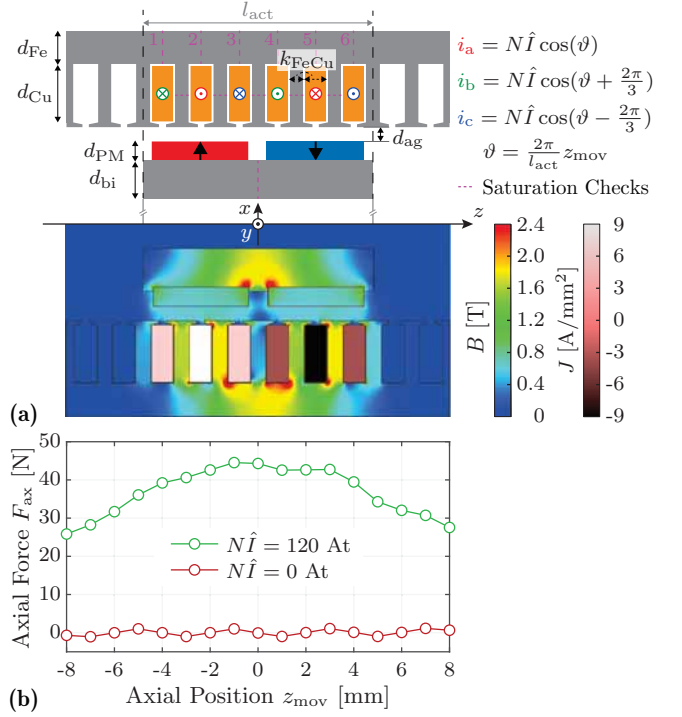 l_act
d_Fe
1 2 3 4 5 6
k_FeCu
d_Cu
d_ag
d_PM
d_bi
i_a = NÎ cos(ϑ)
i_b = NÎ cos(ϑ + 2π/3)
i_c = NÎ cos(ϑ − 2π/3)
ϑ = 2π/l_act z_mov
Saturation Checks
x
z
y
2.4
2.0
1.6
1.2
0.8
0.4
0
B [T]
9
6
3
0
-3
-6
-9
J [A/mm²]
(a)
50
40
30
20
10
0
Axial Force F_ax [N]
NÎ = 120 At
NÎ = 0 At
-8 -6 -4 -2 0 2 4 6 8
Axial Position z_mov [mm]
(b)